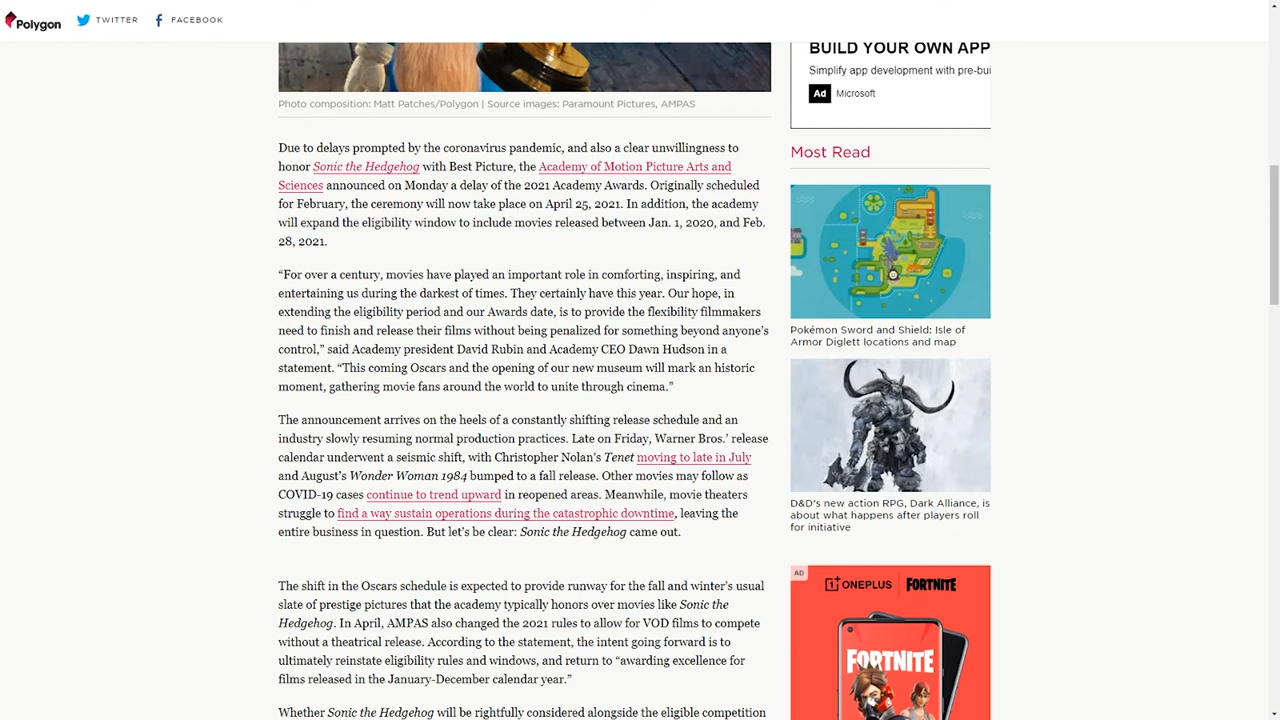 Polygon
TWITTER
FACEBOOK
Photo composition: Matt Patches/Polygon | Source images: Paramount Pictures, AMPAS
Due to delays prompted by the coronavirus pandemic, and also a clear unwillingness to
honor Sonic the Hedgehog with Best Picture, the Academy of Motion Picture Arts and
Sciences announced on Monday a delay of the 2021 Academy Awards. Originally scheduled
for February, the ceremony will now take place on April 25, 2021. In addition, the academy
will expand the eligibility window to include movies released between Jan. 1, 2020, and Feb.
28, 2021.
“For over a century, movies have played an important role in comforting, inspiring, and
entertaining us during the darkest of times. They certainly have this year. Our hope, in
extending the eligibility period and our Awards date, is to provide the flexibility filmmakers
need to finish and release their films without being penalized for something beyond anyone’s
control,” said Academy president David Rubin and Academy CEO Dawn Hudson in a
statement. “This coming Oscars and the opening of our new museum will mark an historic
moment, gathering movie fans around the world to unite through cinema.”
The announcement arrives on the heels of a constantly shifting release schedule and an
industry slowly resuming normal production practices. Late on Friday, Warner Bros.’ release
calendar underwent a seismic shift, with Christopher Nolan’s Tenet moving to late in July
and August’s Wonder Woman 1984 bumped to a fall release. Other movies may follow as
COVID-19 cases continue to trend upward in reopened areas. Meanwhile, movie theaters
struggle to find a way sustain operations during the catastrophic downtime, leaving the
entire business in question. But let’s be clear: Sonic the Hedgehog came out.
The shift in the Oscars schedule is expected to provide runway for the fall and winter’s usual
slate of prestige pictures that the academy typically honors over movies like Sonic the
Hedgehog. In April, AMPAS also changed the 2021 rules to allow for VOD films to compete
without a theatrical release. According to the statement, the intent going forward is to
ultimately reinstate eligibility rules and windows, and return to “awarding excellence for
films released in the January-December calendar year.”
Whether Sonic the Hedgehog will be rightfully considered alongside the eligible competition
BUILD YOUR OWN APP
Simplify app development with pre-bui
Ad Microsoft
Most Read
Pokémon Sword and Shield: Isle of
Armor Diglett locations and map
D&D’s new action RPG, Dark Alliance, is
about what happens after players roll
for initiative
AD
ONEPLUS FORTNITE
FORTNITE